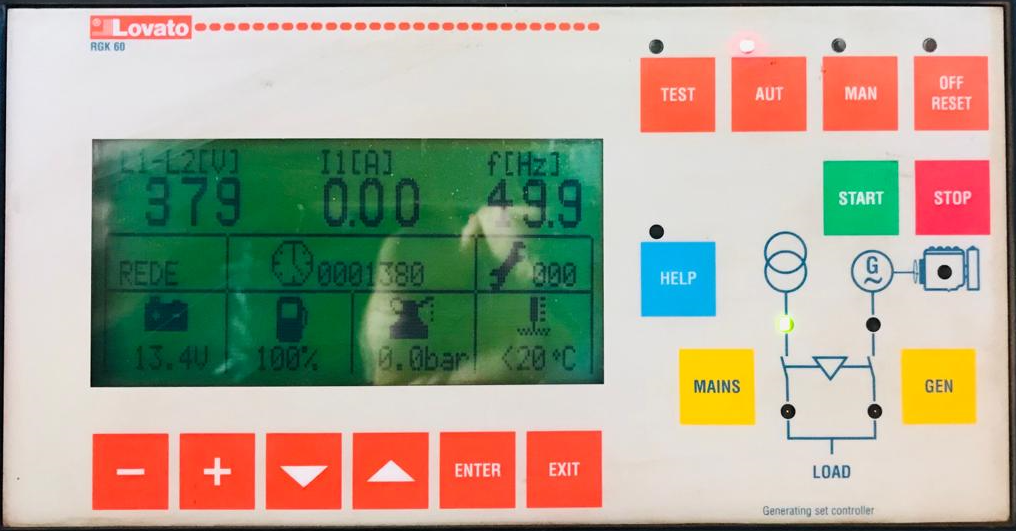 Lovato
RGK 60
TEST
AUT
MAN
OFF
RESET
L1-L2[V] I1[A] f[Hz]
379 0.00 49.9
REDE 0001380 000
13.4V 100% 0.0bar <20°C
START
STOP
HELP
G
~
MAINS
GEN
LOAD
− + ENTER EXIT
Generating set controller